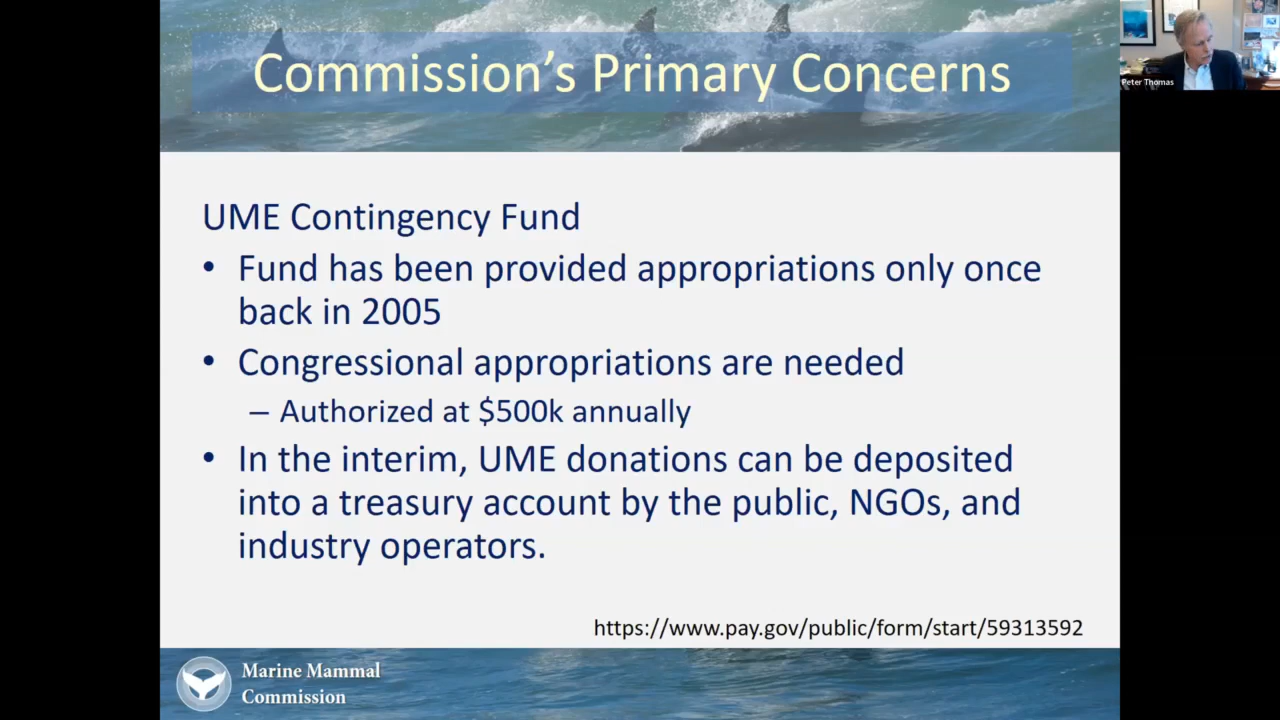 Commission's Primary Concerns
Peter Thomas
UME Contingency Fund
• Fund has been provided appropriations only once
back in 2005
• Congressional appropriations are needed
– Authorized at $500k annually
• In the interim, UME donations can be deposited
into a treasury account by the public, NGOs, and
industry operators.
https://www.pay.gov/public/form/start/59313592
Marine Mammal
Commission